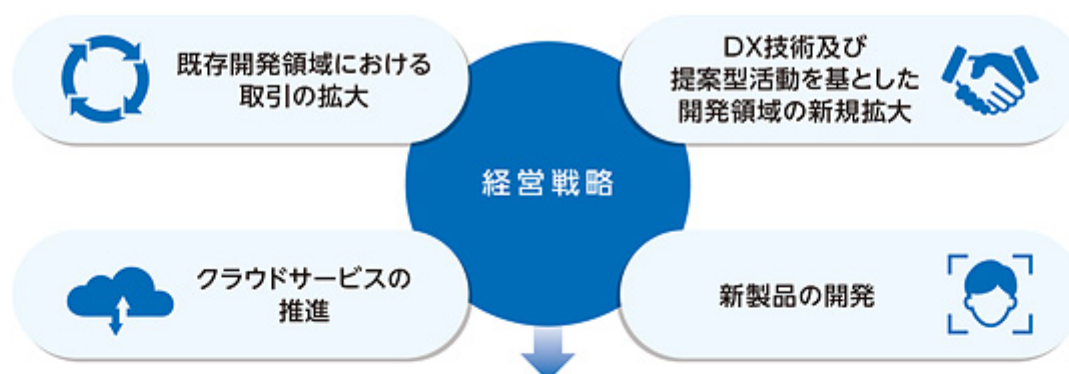 既存開発領域における
取引の拡大
DX技術及び
提案型活動を基とした
開発領域の新規拡大
経営戦略
クラウドサービスの
推進
新製品の開発